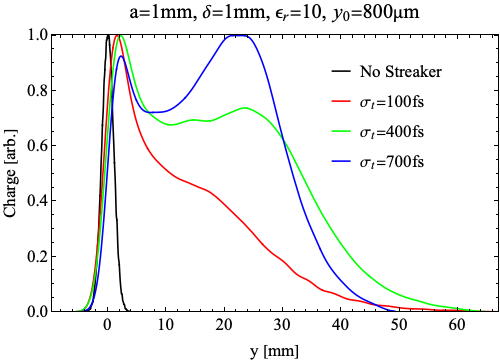 a=1mm, δ=1mm, ϵr=10, y0=800μm
1.0
0.8
0.6
0.4
0.2
0.0
Charge [arb.]
No Streaker
σt=100fs
σt=400fs
σt=700fs
0 10 20 30 40 50 60
y [mm]